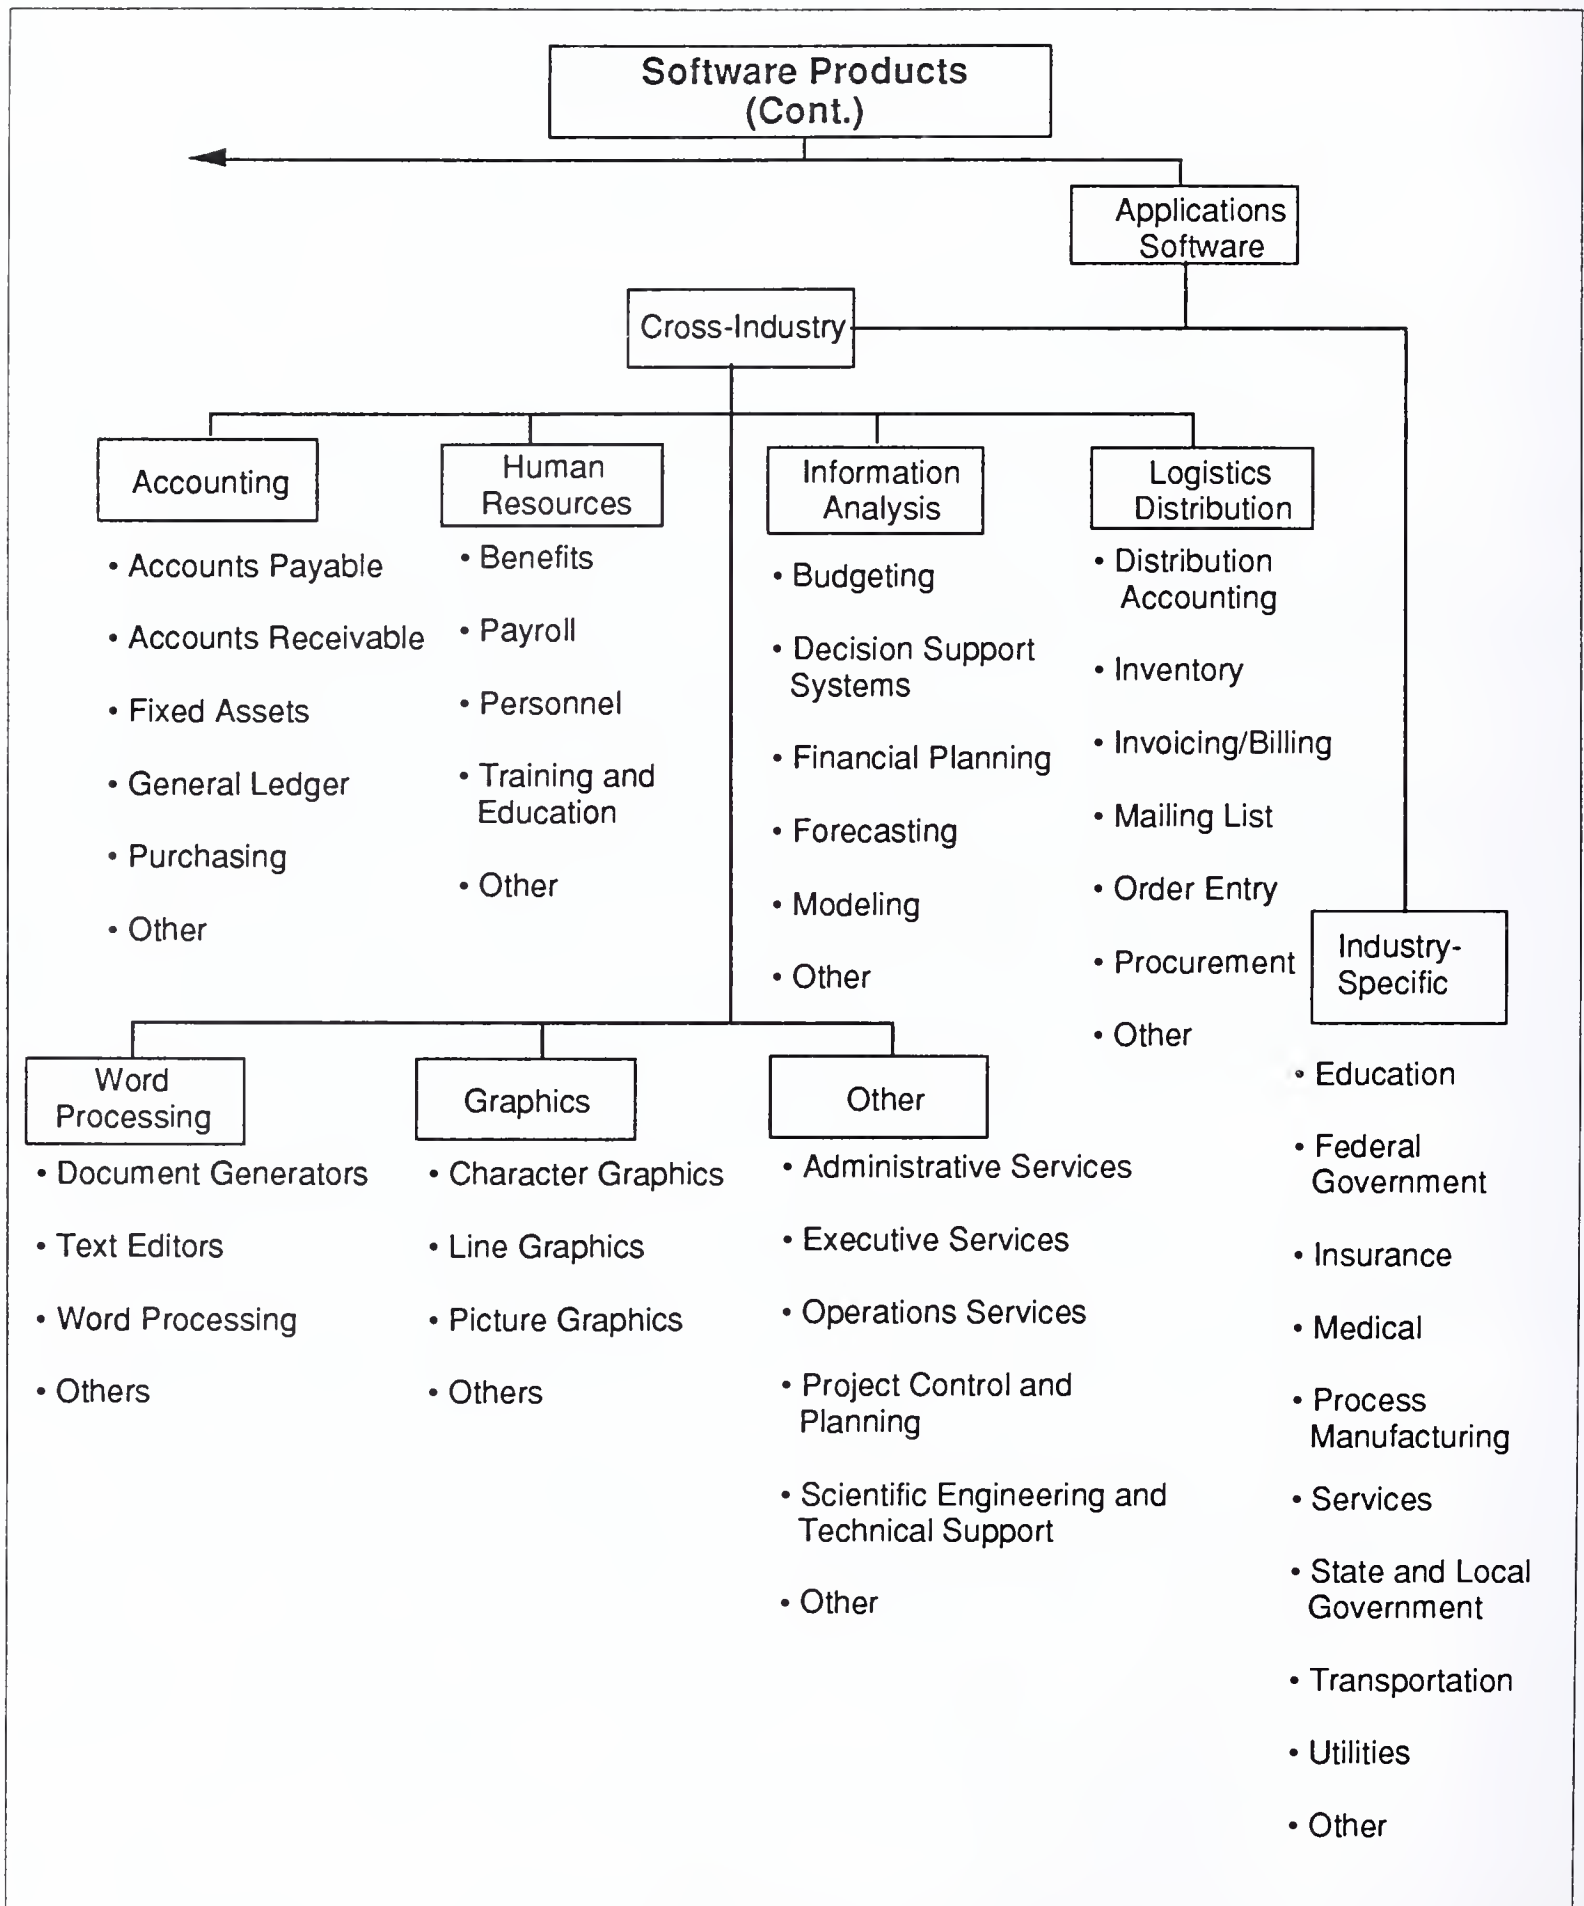 Software Products
(Cont.)
Applications
Software
Cross-Industry
Accounting
• Accounts Payable
• Accounts Receivable
• Fixed Assets
• General Ledger
• Purchasing
• Other
Human
Resources
• Benefits
• Payroll
• Personnel
• Training and
Education
• Other
Information
Analysis
• Budgeting
• Decision Support
Systems
• Financial Planning
• Forecasting
• Modeling
• Other
Logistics
Distribution
• Distribution
Accounting
• Inventory
• Invoicing/Billing
• Mailing List
• Order Entry
• Procurement
• Other
Industry-
Specific
• Education
• Federal
Government
• Insurance
• Medical
• Process
Manufacturing
• Services
• State and Local
Government
• Transportation
• Utilities
• Other
Word
Processing
• Document Generators
• Text Editors
• Word Processing
• Others
Graphics
• Character Graphics
• Line Graphics
• Picture Graphics
• Others
Other
• Administrative Services
• Executive Services
• Operations Services
• Project Control and
Planning
• Scientific Engineering and
Technical Support
• Other